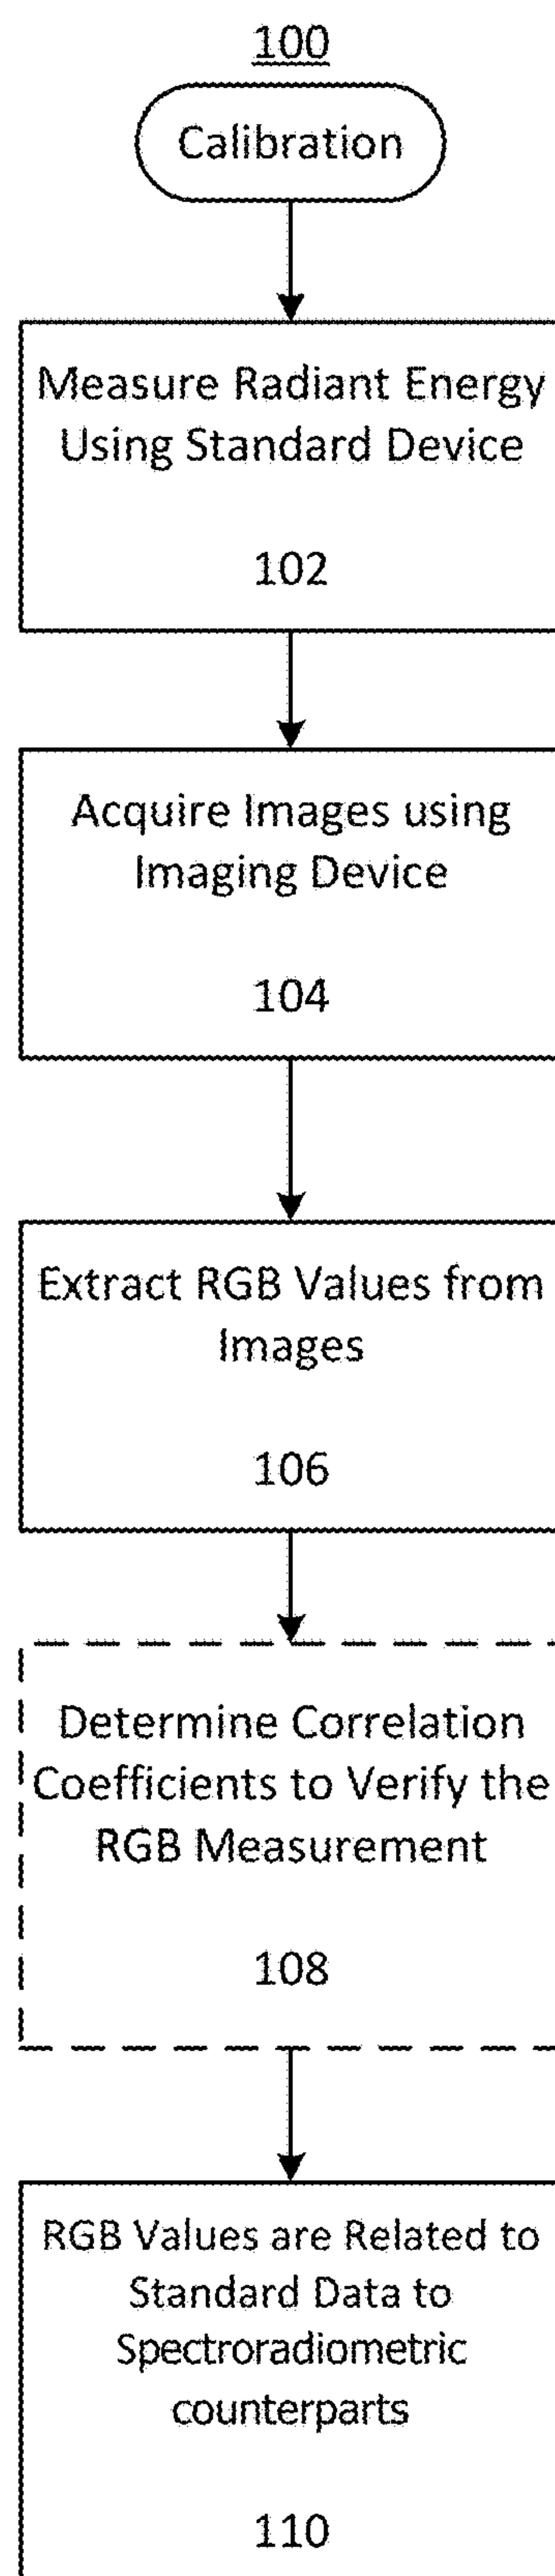 100
Calibration
Measure Radiant Energy
Using Standard Device
102
Acquire Images using
Imaging Device
104
Extract RGB Values from
Images
106
Determine Correlation
Coefficients to Verify the
RGB Measurement
108
RGB Values are Related to
Standard Data to
Spectroradiometric
counterparts
110